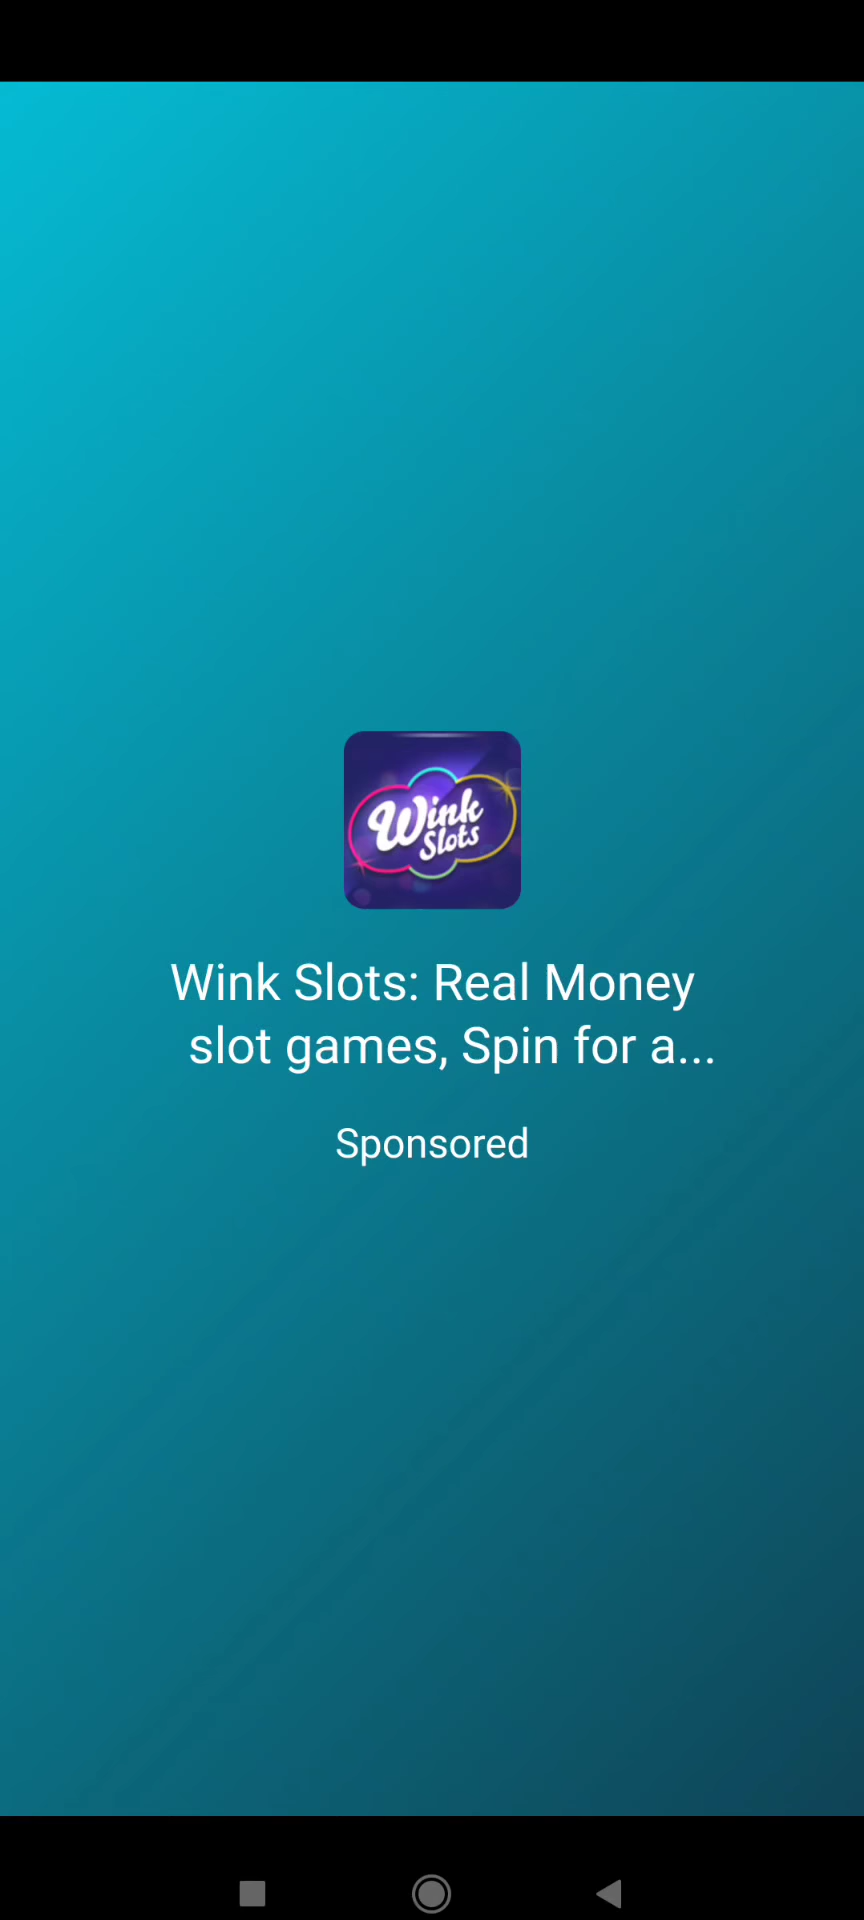 Wink
Slots
Wink Slots: Real Money
slot games, Spin for a...
Sponsored